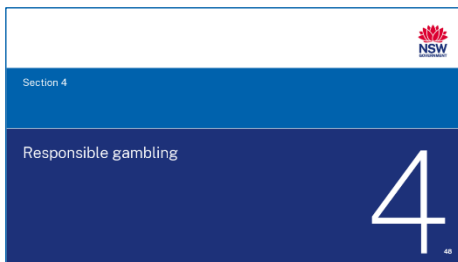 NSW
GOVERNMENT
Section 4
Responsible gambling
4
48